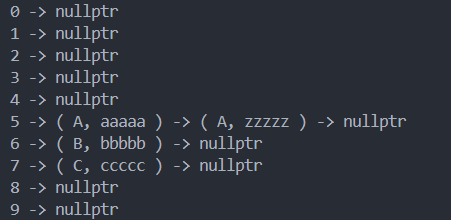 0 -> nullptr
1 -> nullptr
2 -> nullptr
3 -> nullptr
4 -> nullptr
5 -> ( A, aaaaa ) -> ( A, zzzzz ) -> nullptr
6 -> ( B, bbbbb ) -> nullptr
7 -> ( C, ccccc ) -> nullptr
8 -> nullptr
9 -> nullptr